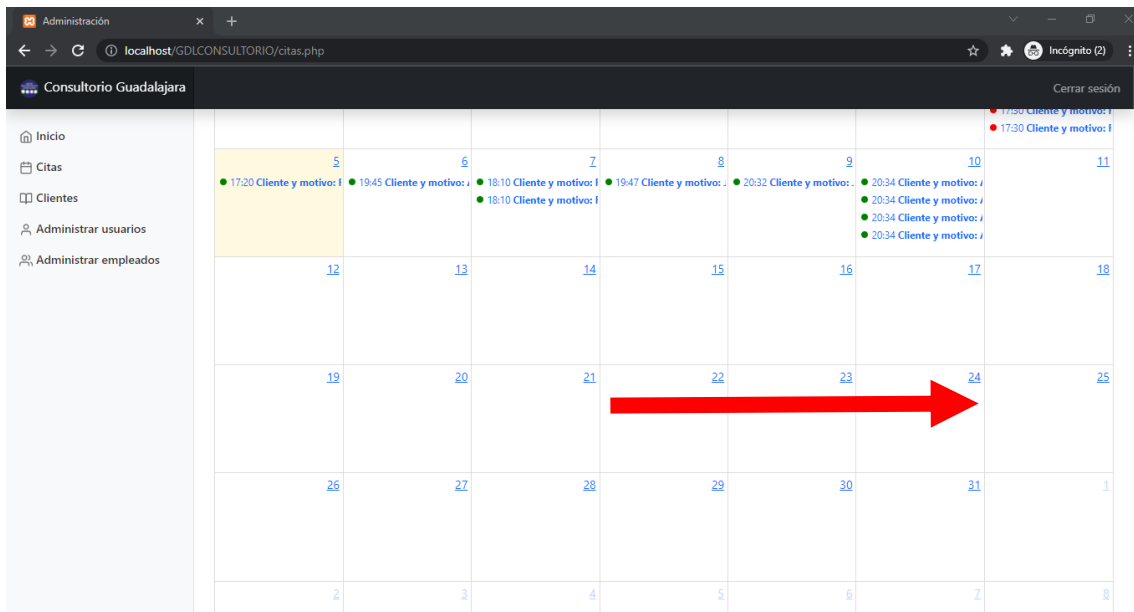 Administración
localhost/GDLCONSULTORIO/citas.php
Incógnito (2)
Consultorio Guadalajara
Cerrar sesión
Inicio
Citas
Clientes
Administrar usuarios
Administrar empleados
17:30 Cliente y motivo:
17:30 Cliente y motivo:
5 6 7 8 9 10 11
17:20 Cliente y motivo:
19:45 Cliente y motivo:
18:10 Cliente y motivo:
18:10 Cliente y motivo:
19:47 Cliente y motivo:
20:32 Cliente y motivo:
20:34 Cliente y motivo:
20:34 Cliente y motivo:
20:34 Cliente y motivo:
20:34 Cliente y motivo:
12 13 14 15 16 17 18
19 20 21 22 23 24 25
26 27 28 29 30 31 1
2 3 4 5 6 7 8